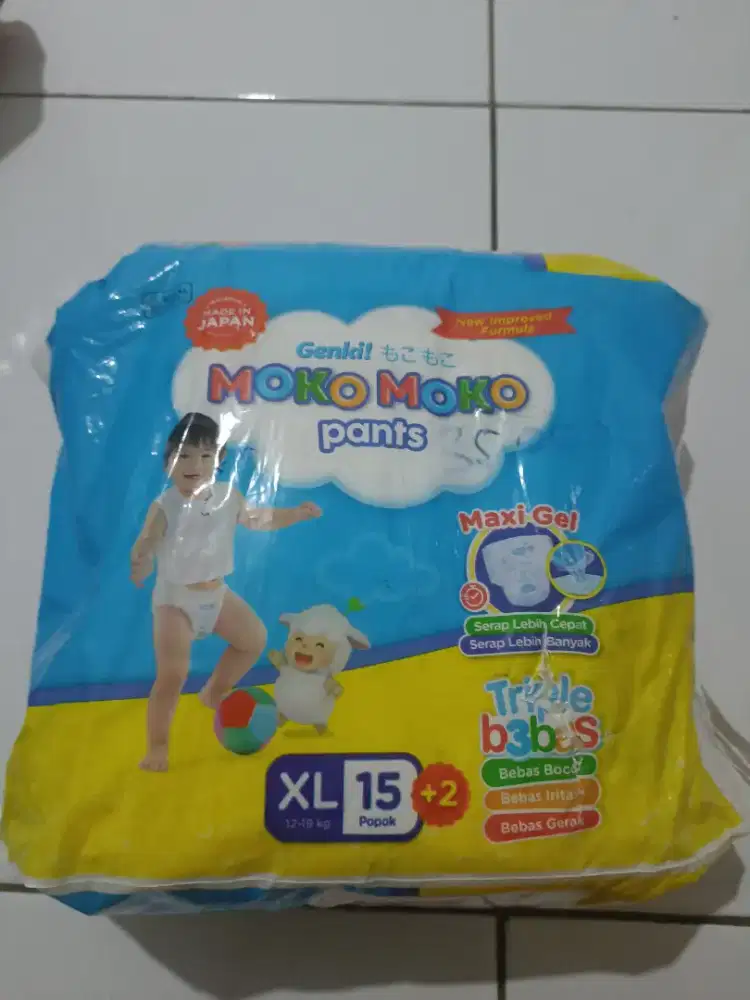 MADE IN
JAPAN
New Improved
Formula
Genki! もこ もこ
MOKO MOKO
pants
Maxi Gel
Serap Lebih Cepat
Serap Lebih Banyak
Triple
b3bas
Bebas Bocor
Bebas Iritasi
Bebas Gerak
XL
12-19 kg
15
Popok
+2